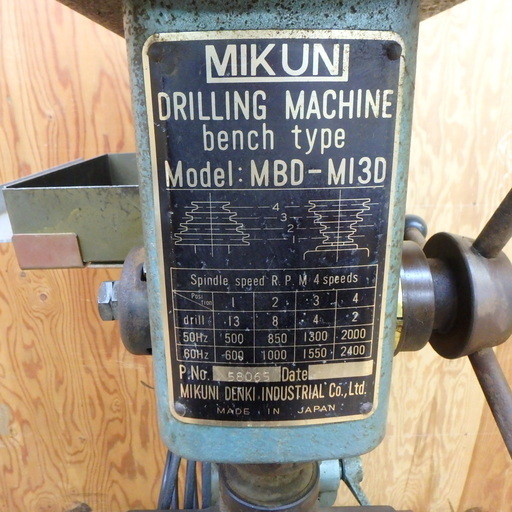 MIKUNI
DRILLING MACHINE
bench type
Model: MBD-M13D
4
3
2
1
Spindle speed R.P.M 4 speeds
Position 1 2 3 4
drill 13 8 4 2
50Hz 500 850 1300 2000
60Hz 600 1000 1550 2400
P.No. 58065 Date
MIKUNI DENKI INDUSTRIAL Co., Ltd.
MADE IN JAPAN